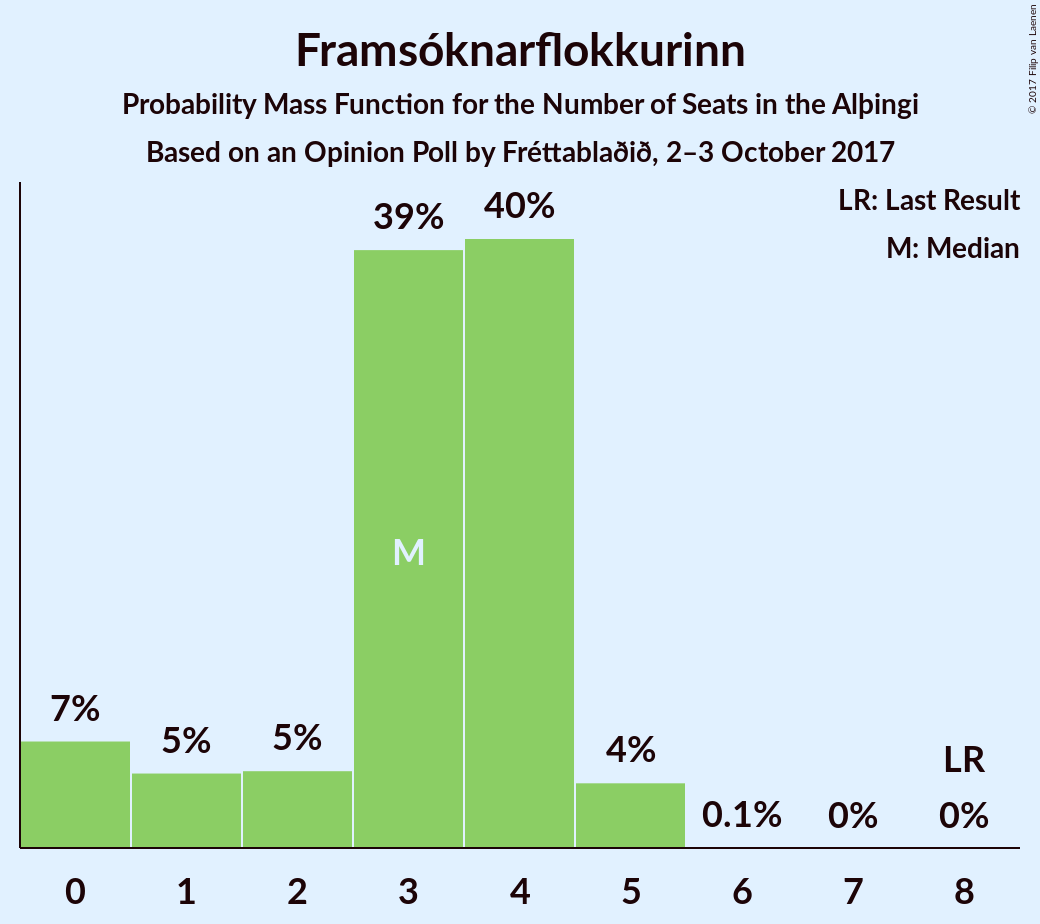 Framsóknarflokkurinn
Probability Mass Function for the Number of Seats in the Alþingi
Based on an Opinion Poll by Fréttablaðið, 2–3 October 2017
© 2017 Filip van Laenen
LR: Last Result
M: Median
39%
40%
M
7%
5%
5%
4%
0.1%
0%
LR
0%
0
1
2
3
4
5
6
7
8